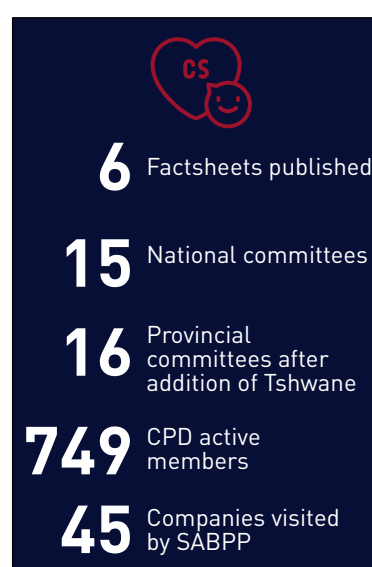 CS
6 Factsheets published
15 National committees
16 Provincial
committees after
addition of Tshwane
749 CPD active
members
45 Companies visited
by SABPP